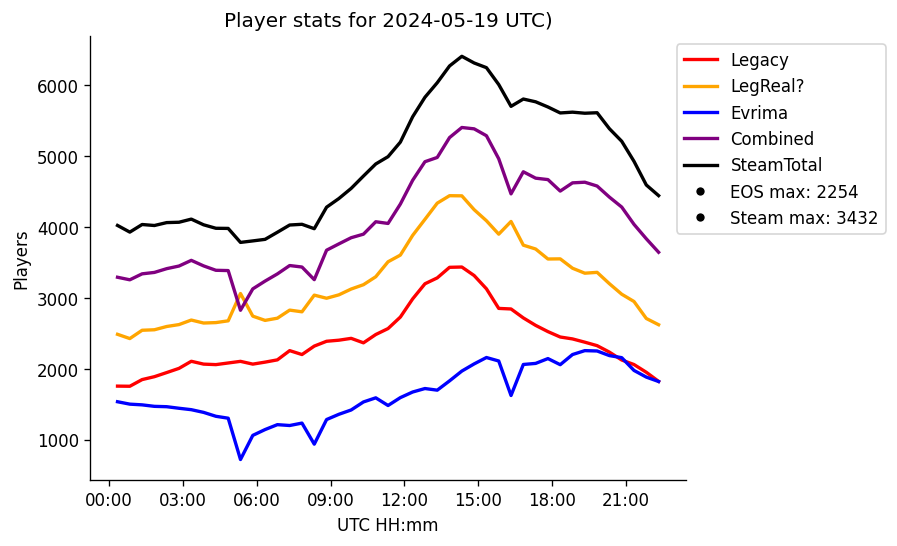 Player stats for 2024-05-19 UTC)
Players
6000
5000
4000
3000
2000
1000
00:00 03:00 06:00 09:00 12:00 15:00 18:00 21:00
UTC HH:mm
Legacy
LegReal?
Evrima
Combined
SteamTotal
EOS max: 2254
Steam max: 3432